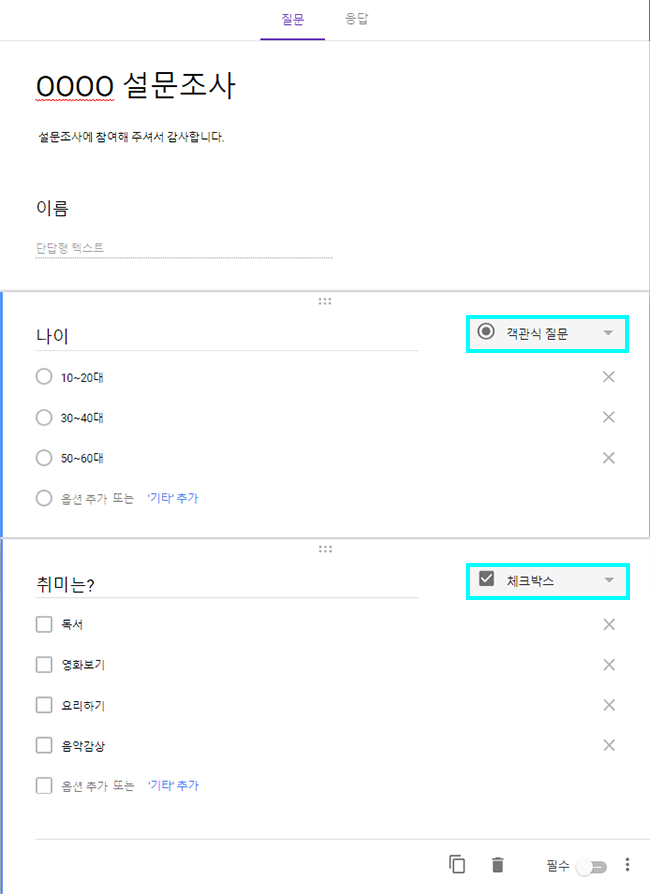 질문 응답
OOOO 설문조사
설문조사에 참여해 주셔서 감사합니다.
이름
단답형 텍스트
나이
객관식 질문
10~20대
30~40대
50~60대
옵션 추가 또는 '기타' 추가
취미는?
체크박스
독서
영화보기
요리하기
음악감상
옵션 추가 또는 '기타' 추가
필수